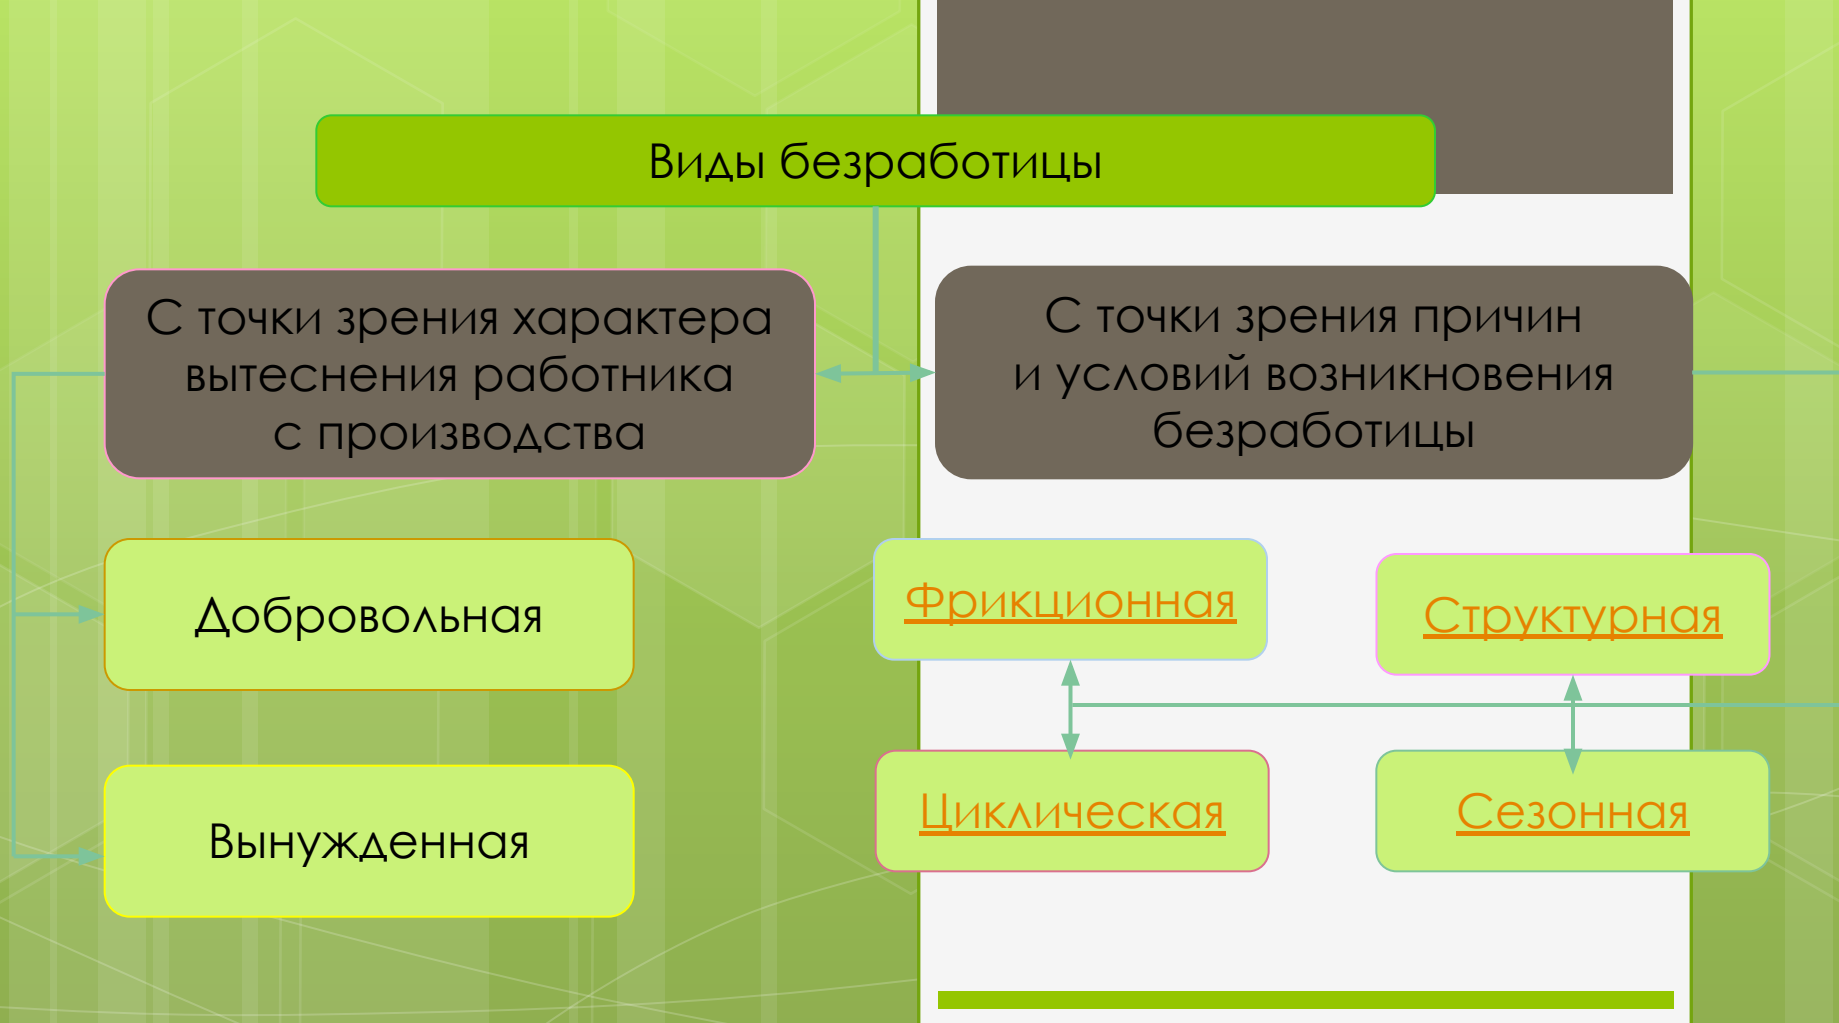 Виды безработицы
С точки зрения характера
вытеснения работника
с производства
С точки зрения причин
и условий возникновения
безработицы
Добровольная
Вынужденная
Фрикционная
Структурная
Циклическая
Сезонная